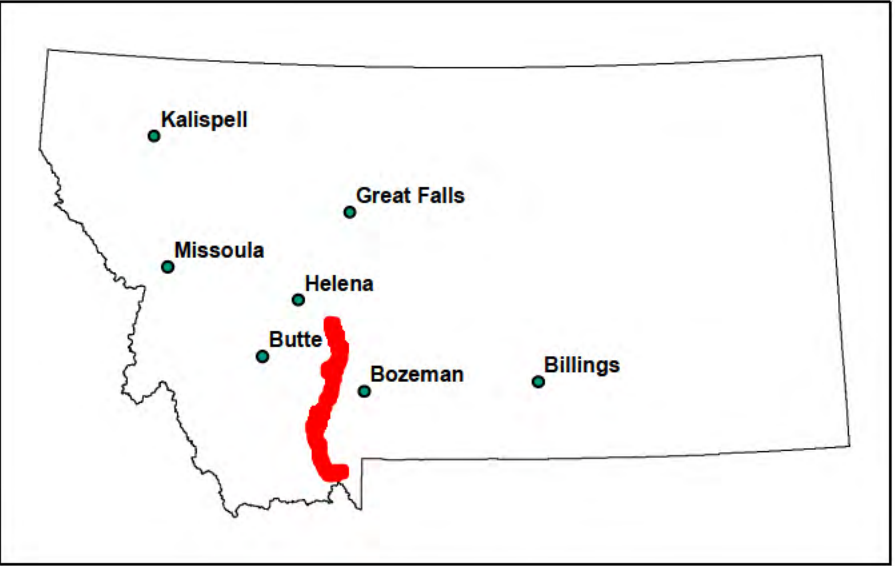 Kalispell
Great Falls
Missoula
Helena
Butte
Bozeman
Billings